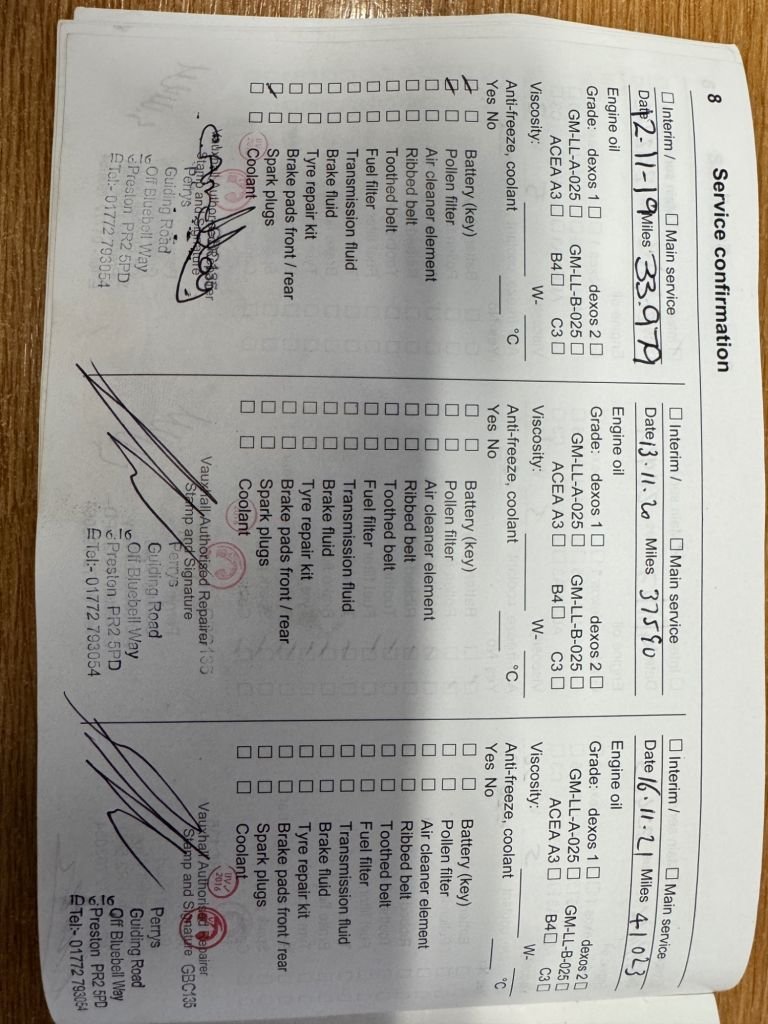 8
Service confirmation
Interim /
Main service
Date 12-11-19 Miles 33.979
Engine oil
Grade: dexos 1 dexos 2
GM-LL-A-025 GM-LL-B-025
ACEA A3 B4 C3
Viscosity: W-
Anti-freeze, coolant °C
Yes No
Battery (key)
Pollen filter
Air cleaner element
Ribbed belt
Toothed belt
Fuel filter
Transmission fluid
Brake fluid
Tyre repair kit
Brake pads front / rear
Spark plugs
Coolant
Perrys
Guiding Road
Off Bluebell Way
Preston PR2 5PD
Tel:- 01772 793054
Interim /
Main service
Date 13.11.20 Miles 37590
Engine oil
Grade: dexos 1 dexos 2
GM-LL-A-025 GM-LL-B-025
ACEA A3 B4 C3
Viscosity: W-
Anti-freeze, coolant °C
Yes No
Battery (key)
Pollen filter
Air cleaner element
Ribbed belt
Toothed belt
Fuel filter
Transmission fluid
Brake fluid
Tyre repair kit
Brake pads front / rear
Spark plugs
Coolant
Vauxhall Authorised Repairer
Stamp and Signature
Perrys
Guiding Road
Off Bluebell Way
Preston PR2 5PD
Tel:- 01772 793054
Interim /
Main service
Date 16.11.21 Miles 41023
Engine oil
Grade: dexos 1 dexos 2
GM-LL-A-025 GM-LL-B-025
ACEA A3 B4 C3
Viscosity: W-
Anti-freeze, coolant °C
Yes No
Battery (key)
Pollen filter
Air cleaner element
Ribbed belt
Toothed belt
Fuel filter
Transmission fluid
Brake fluid
Tyre repair kit
Brake pads front / rear
Spark plugs
Coolant
Vauxhall Authorised Repairer
Stamp and Signature GBC135
Perrys
Guiding Road
Off Bluebell Way
Preston PR2 5PD
Tel:- 01772 793054